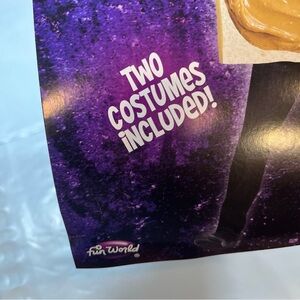 TWO
COSTUMES
iNCLUDED!
fun World
®